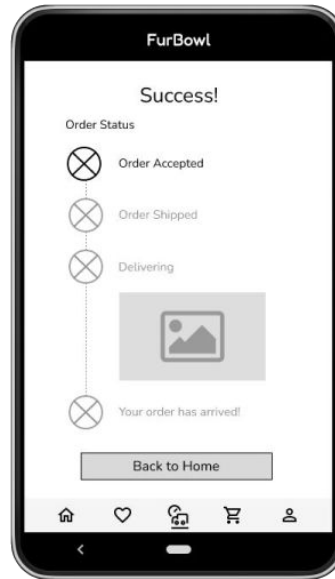 FurBowl
Success!
Order Status
Order Accepted
Order Shipped
Delivering
Your order has arrived!
Back to Home